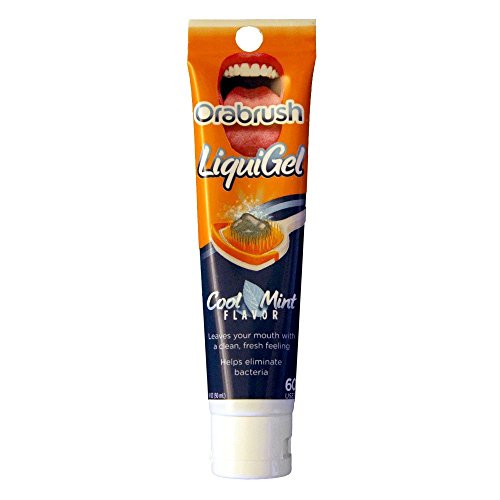 Orabrush
LiquiGel
Cool Mint
FLAVOR
Leaves your mouth with
a clean, fresh feeling
Helps eliminate
bacteria
60